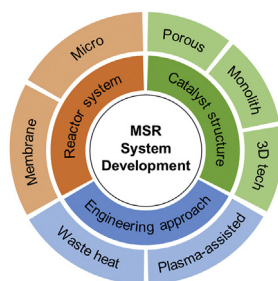 Micro
Porous
Membrane
Reactor system
Catalyst structure
Monolith
3D tech
MSR
System
Development
Engineering approach
Waste heat
Plasma-assisted